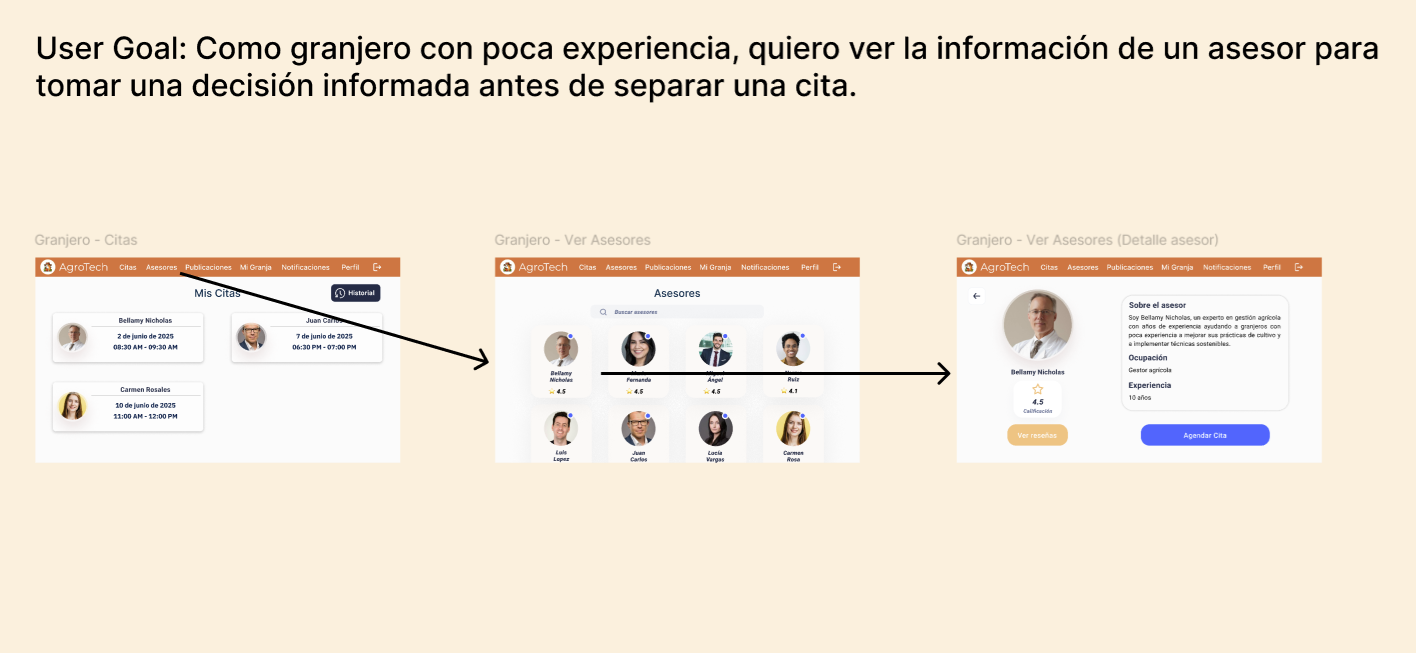 User Goal: Como granjero con poca experiencia, quiero ver la información de un asesor para
tomar una decisión informada antes de separar una cita.
Granjero - Citas
AgroTech Citas Asesores Publicaciones Mi Granja Notificaciones Perfil
Mis Citas
Historial
Bellamy Nicholas
2 de junio de 2025
08:30 AM - 09:30 AM
Juan Carlos
7 de junio de 2025
06:30 PM - 07:00 PM
Carmen Rosales
10 de junio de 2025
11:00 AM - 12:00 PM
Granjero - Ver Asesores
AgroTech Citas Asesores Publicaciones Mi Granja Notificaciones Perfil
Asesores
Buscar asesores
Bellamy
Nicholas
4.5
Fernanda
4.5
Ángel
4.5
Ruiz
4.1
Luis
Lopez
Juan
Carlos
Lucía
Vargas
Carmen
Rosa
Granjero - Ver Asesores (Detalle asesor)
AgroTech Citas Asesores Publicaciones Mi Granja Notificaciones Perfil
Bellamy Nicholas
4.5
Calificación
Ver reseñas
Sobre el asesor
Soy Bellamy Nicholas, un experto en gestión agrícola
con años de experiencia ayudando a granjeros con
poca experiencia a mejorar sus prácticas de cultivo y
a implementar técnicas sostenibles.
Ocupación
Gestor agrícola
Experiencia
10 años
Agendar Cita